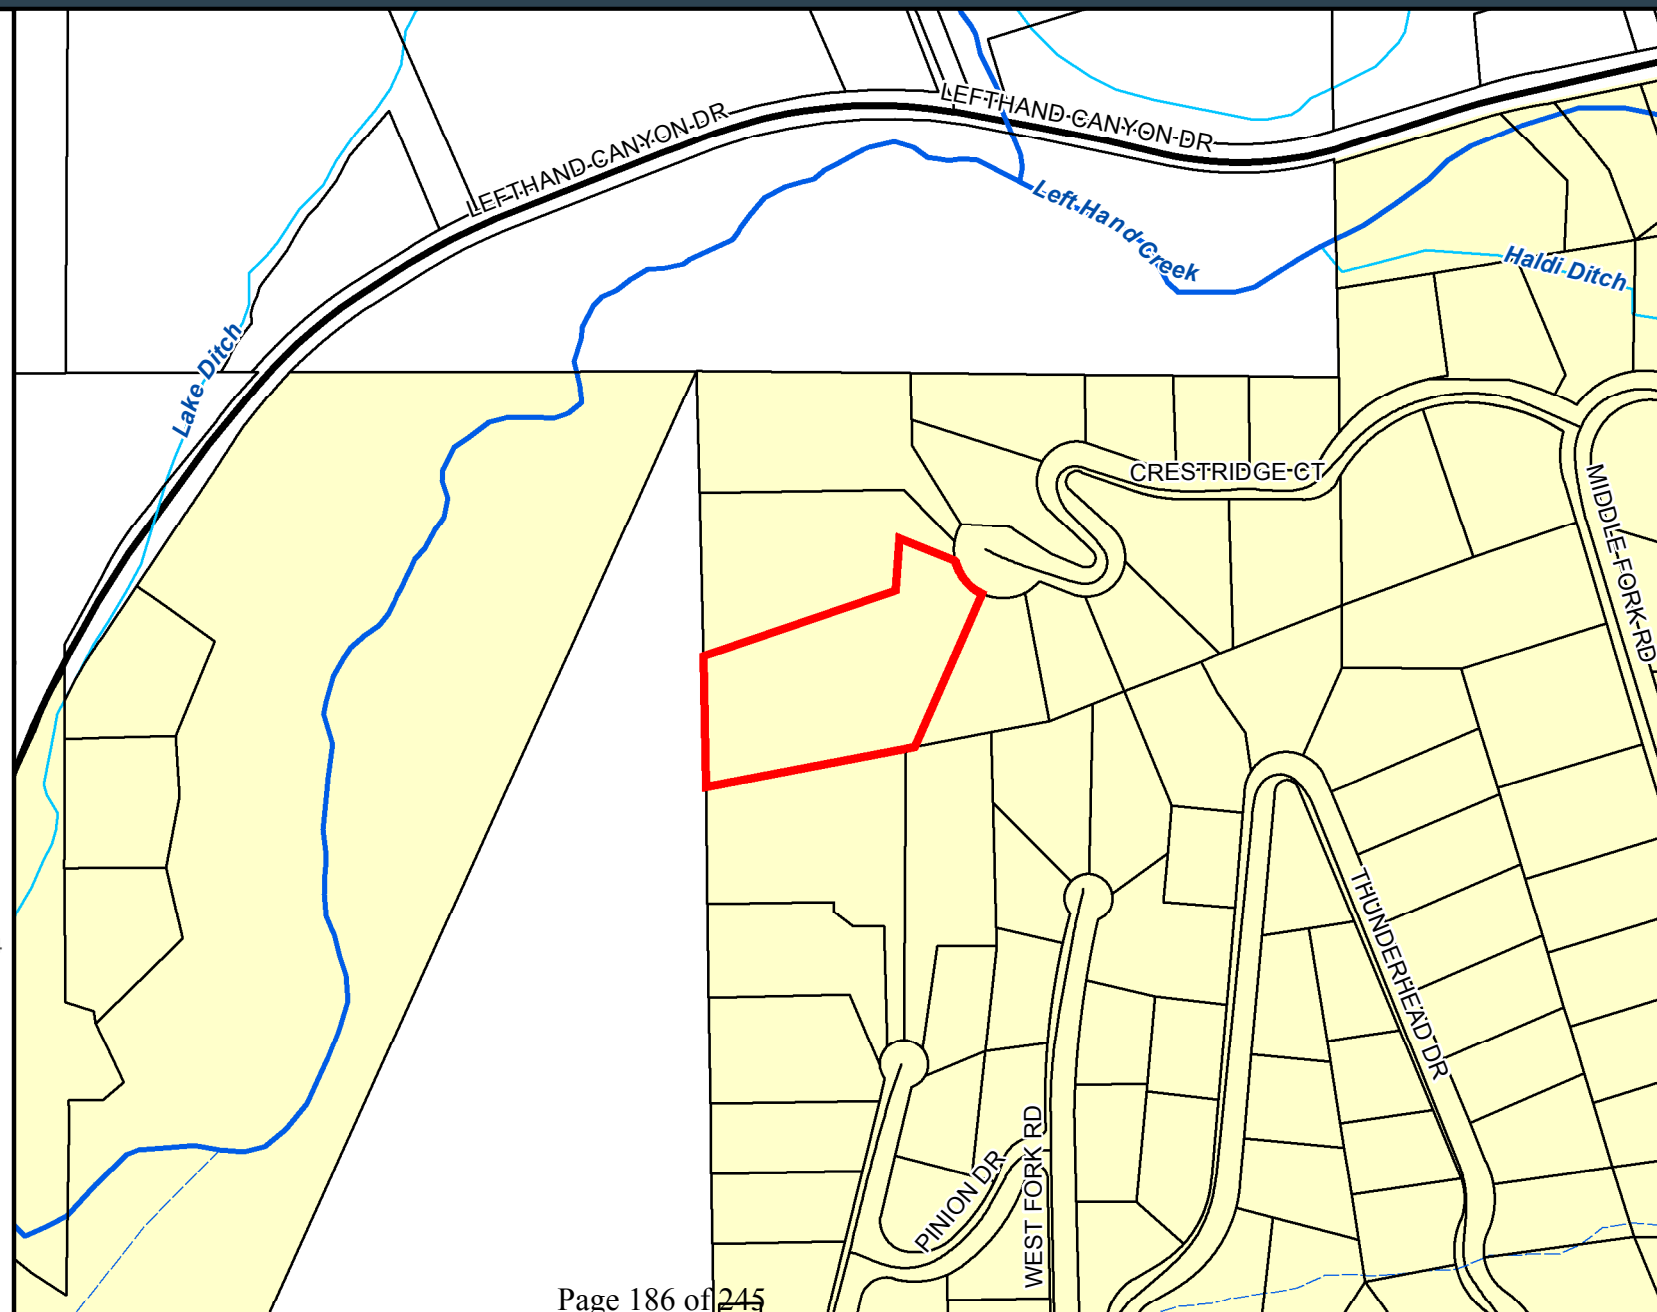 LEFTHAND CANYON DR
LEFTHAND CANYON DR
Left Hand Creek
Haldi Ditch
Lake Ditch
CRESTRIDGE CT
MIDDLE FORK RD
THUNDERHEAD DR
PINION DR
WEST FORK RD
Page 186 of 245